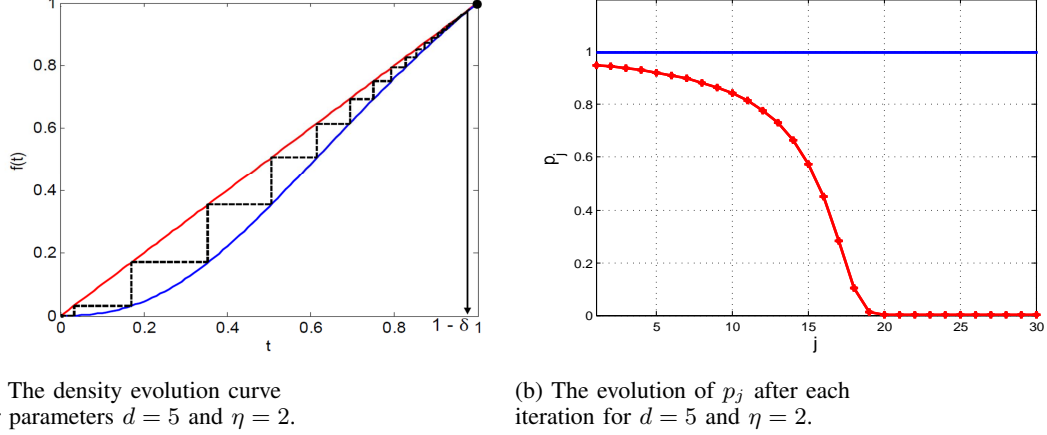 1
0.8
0.6
0.4
0.2
0
f(t)
0 0.2 0.4 0.6 0.8 1
1 - δ
t
1
0.8
0.6
0.4
0.2
0
p_j
5 10 15 20 25 30
j
The density evolution curve
parameters d = 5 and η = 2.
(b) The evolution of p_j after each
iteration for d = 5 and η = 2.